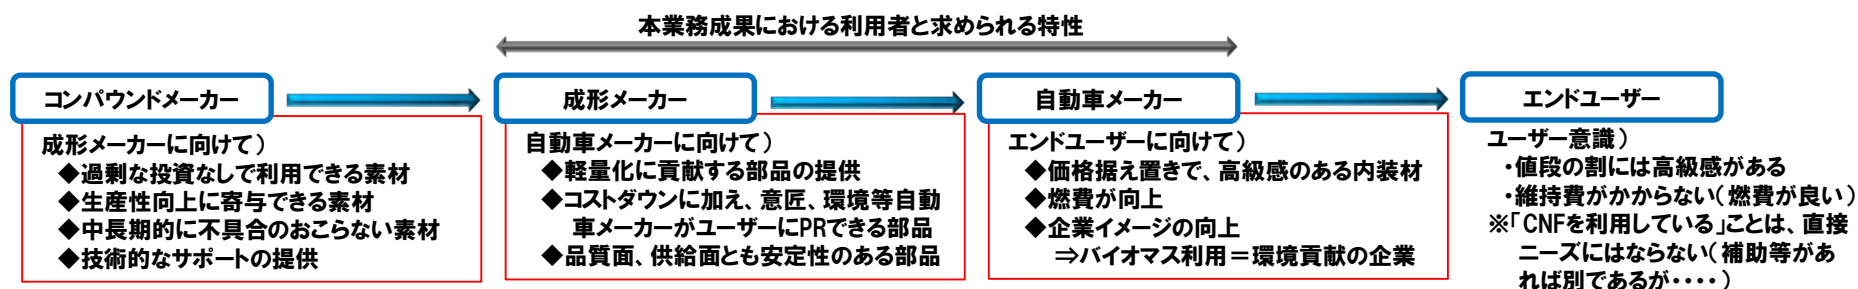 本業務成果における利用者と求められる特性
コンパウンドメーカー
成形メーカーに向けて）
◆過剰な投資なしで利用できる素材
◆生産性向上に寄与できる素材
◆中長期的に不具合のおこらない素材
◆技術的なサポートの提供
成形メーカー
自動車メーカーに向けて）
◆軽量化に貢献する部品の提供
◆コストダウンに加え、意匠、環境等自動
車メーカーがユーザーにPRできる部品
◆品質面、供給面とも安定性のある部品
自動車メーカー
エンドユーザーに向けて）
◆価格据え置きで、高級感のある内装材
◆燃費が向上
◆企業イメージの向上
⇒バイオマス利用＝環境貢献の企業
エンドユーザー
ユーザー意識）
・値段の割には高級感がある
・維持費がかからない（燃費が良い）
※「CNFを利用している」ことは、直接
ニーズにはならない（補助等があ
れば別であるが・・・・）